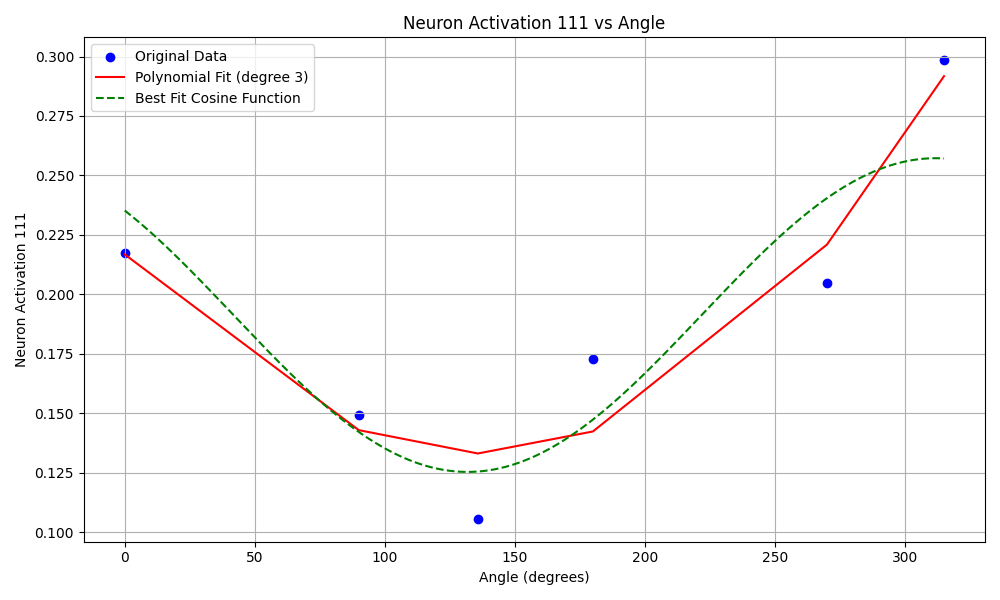 Neuron Activation 111 vs Angle
Original Data
Polynomial Fit (degree 3)
Best Fit Cosine Function
0.300
0.275
0.250
0.225
0.200
0.175
0.150
0.125
0.100
Neuron Activation 111
0 50 100 150 200 250 300
Angle (degrees)